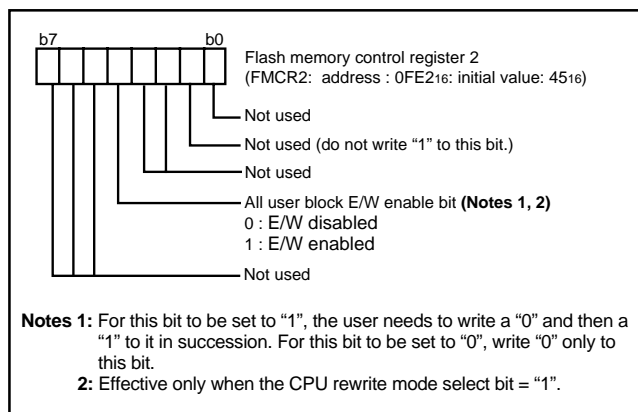 b7 b0
Flash memory control register 2
(FMCR2: address : 0FE216: initial value: 4516)
Not used
Not used (do not write “1” to this bit.)
Not used
All user block E/W enable bit (Notes 1, 2)
0 : E/W disabled
1 : E/W enabled
Not used
Notes 1: For this bit to be set to “1”, the user needs to write a “0” and then a
“1” to it in succession. For this bit to be set to “0”, write “0” only to
this bit.
2: Effective only when the CPU rewrite mode select bit = “1”.